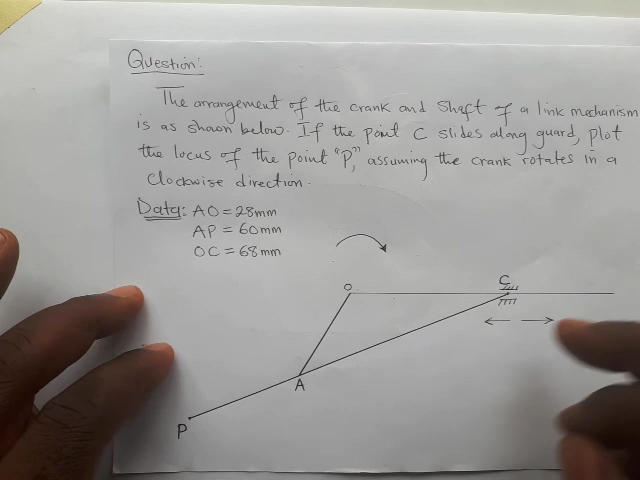 Question:
The arrangement of the crank and shaft of a link mechanism
is as shown below. If the point C slides along guard, plot
the locus of the point "P", assuming the crank rotates in a
clockwise direction.
Data: AO = 28mm
AP = 60mm
OC = 68mm
O
C
A
P